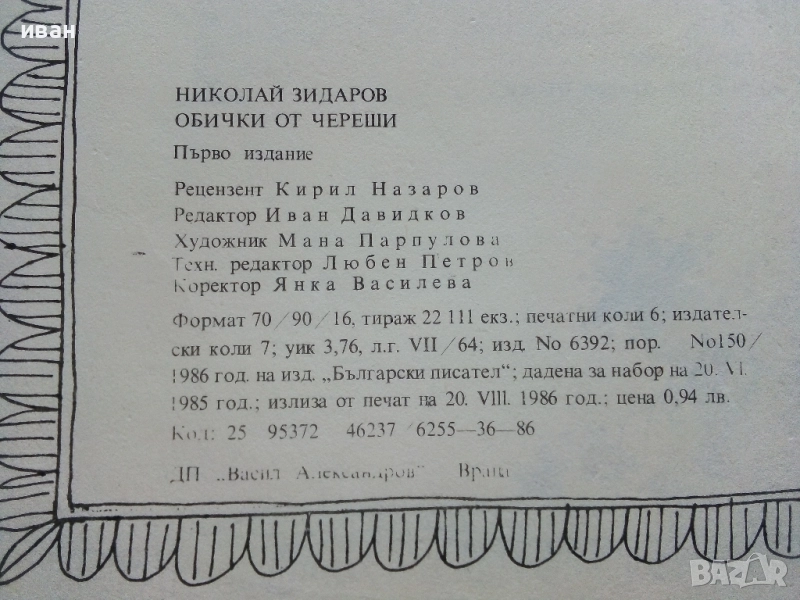 иван
НИКОЛАЙ ЗИДАРОВ
ОБИЧКИ ОТ ЧЕРЕШИ
Първо издание
Рецензент Кирил Назаров
Редактор Иван Давидков
Художник Мана Парпулова
Техн. редактор Любен Петров
Коректор Янка Василева
Формат 70/90/16, тираж 22 111 екз.; печатни коли 6; издател-
ски коли 7; уик 3,76, л.г. VII/64; изд. No 6392; пор. No150/
1986 год. на изд. „Български писател“; дадена за набор на 20. VI.
1985 год.; излиза от печат на 20. VIII. 1986 год.; цена 0,94 лв.
Код: 25 95372 46237/6255—36—86
ДП „Васил Александров“ Враца
BAZAR